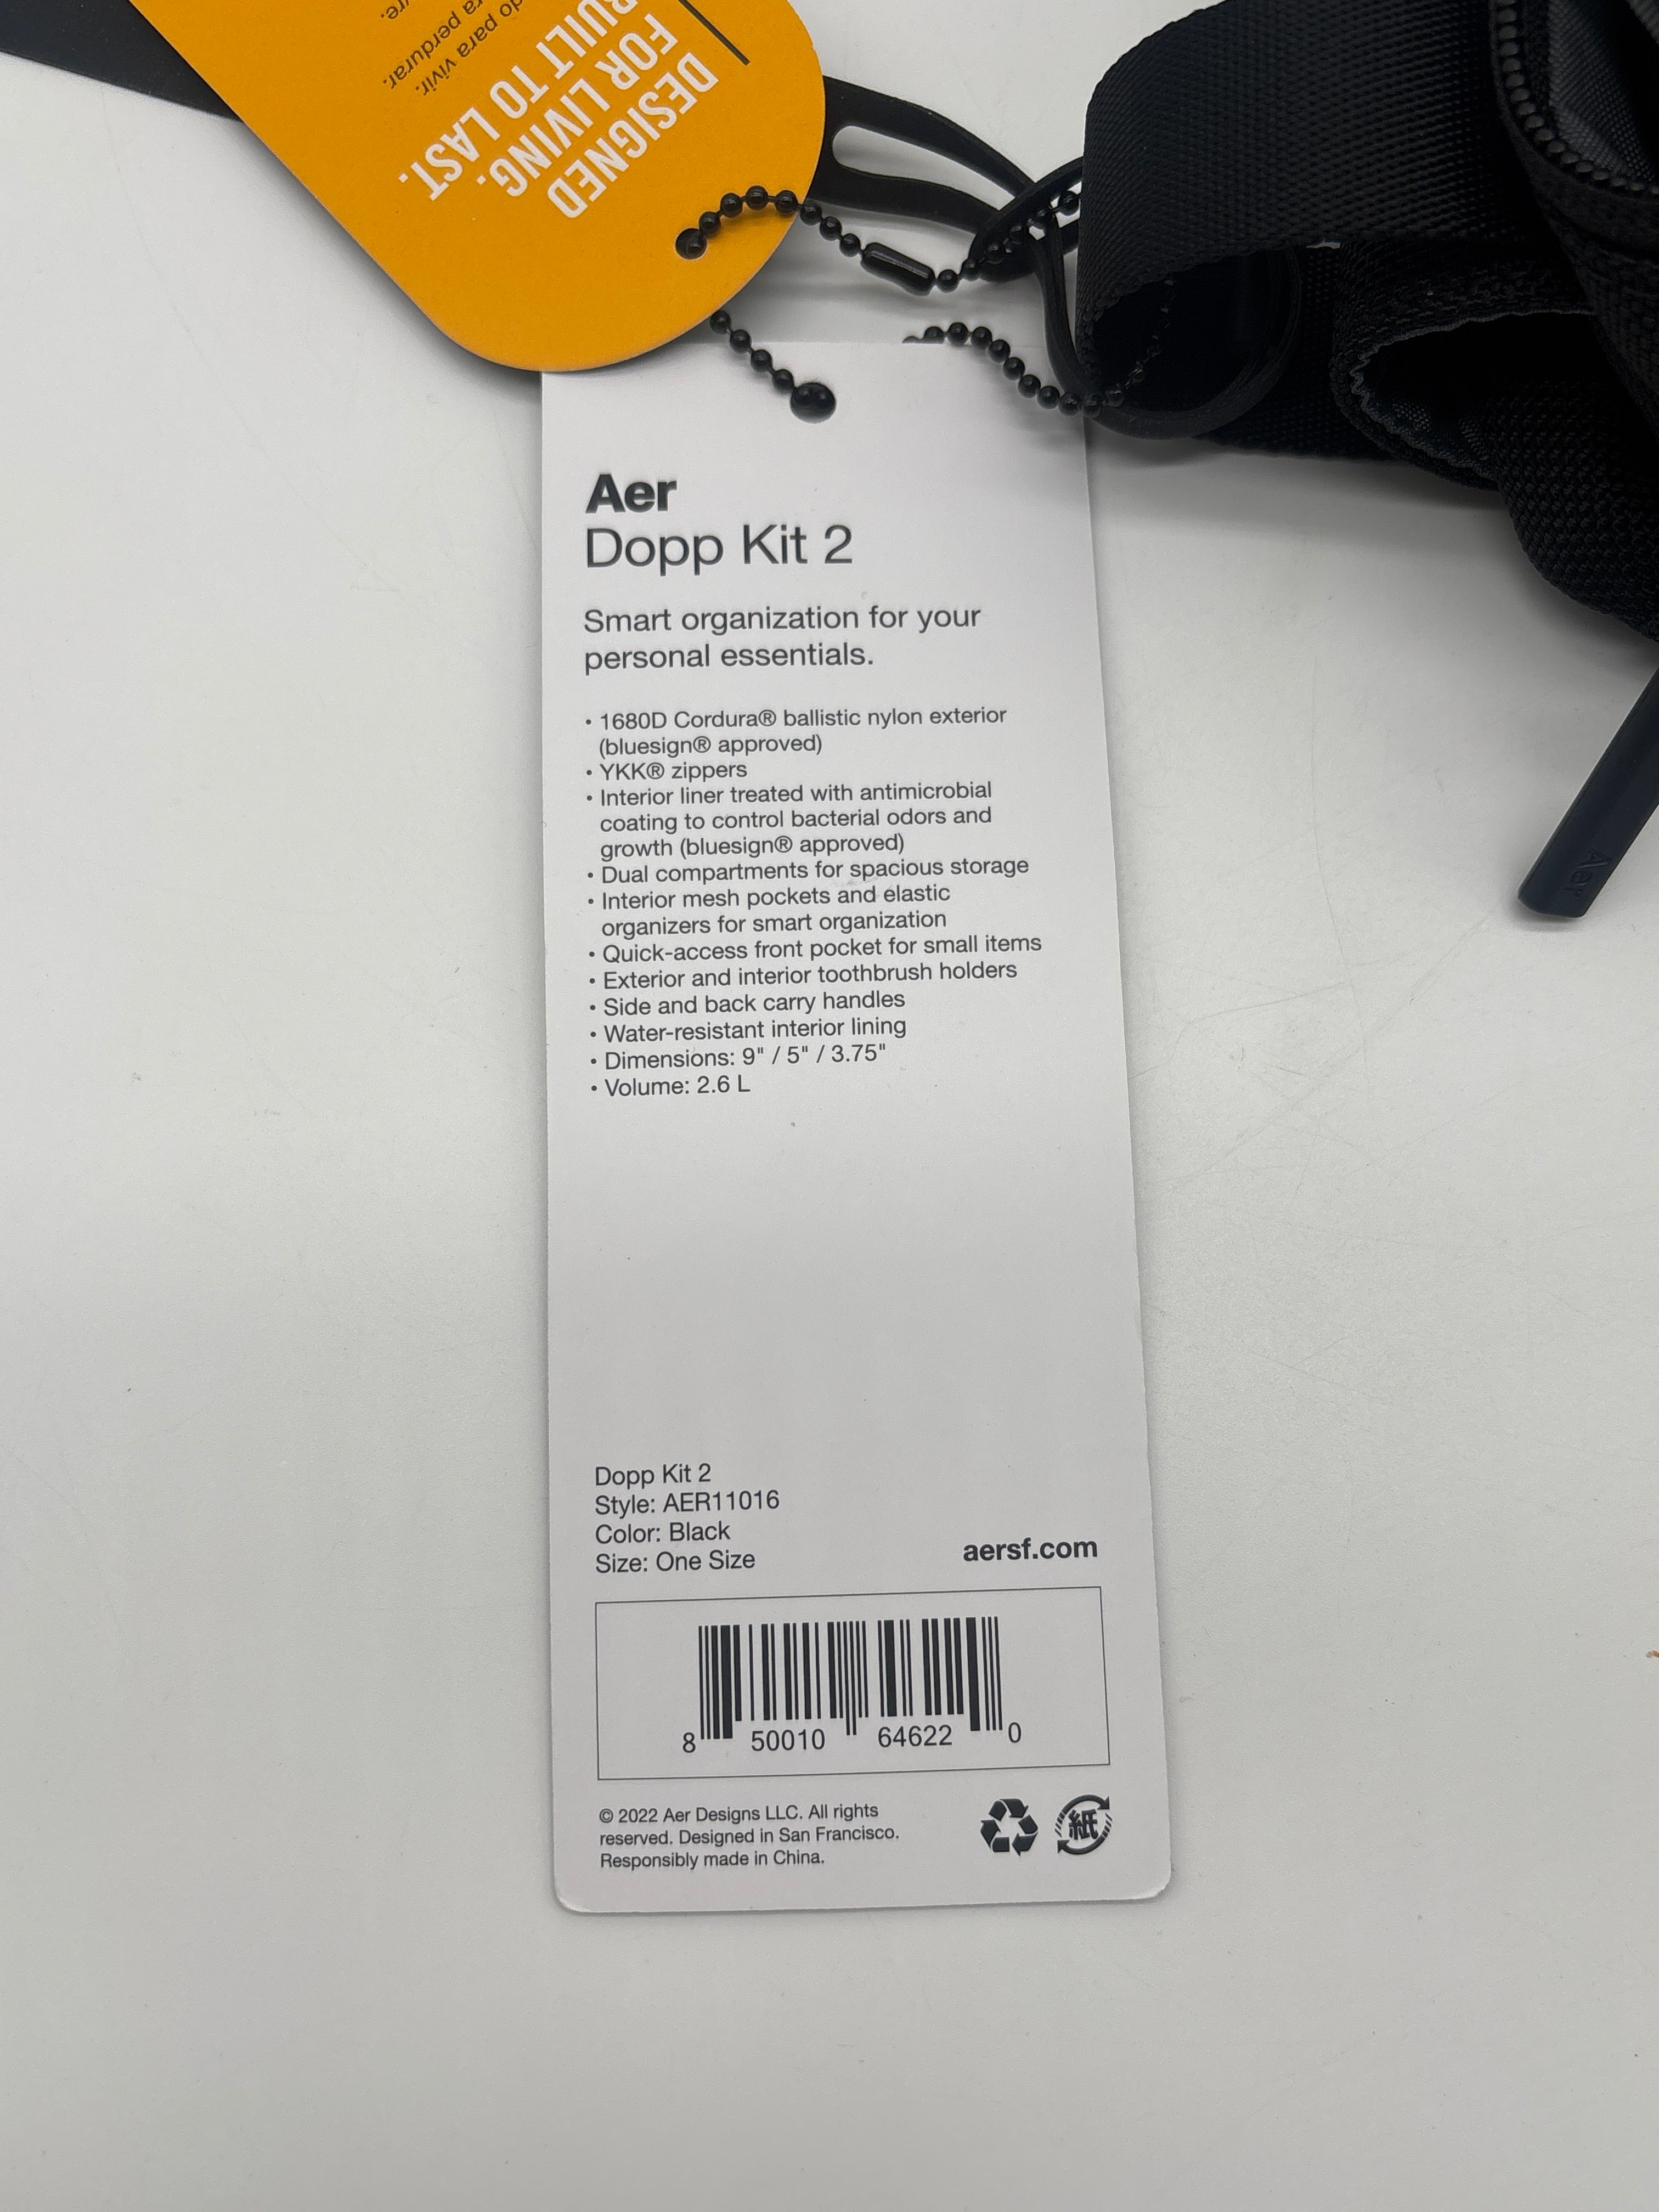 DESIGNED
FOR LIVING.
BUILT TO LAST.
para vivir.
perdurar.
Aer
Dopp Kit 2
Smart organization for your
personal essentials.
• 1680D Cordura® ballistic nylon exterior
(bluesign® approved)
• YKK® zippers
• Interior liner treated with antimicrobial
coating to control bacterial odors and
growth (bluesign® approved)
• Dual compartments for spacious storage
• Interior mesh pockets and elastic
organizers for smart organization
• Quick-access front pocket for small items
• Exterior and interior toothbrush holders
• Side and back carry handles
• Water-resistant interior lining
• Dimensions: 9" / 5" / 3.75"
• Volume: 2.6 L
Aer
Dopp Kit 2
Style: AER11016
Color: Black
Size: One Size
aersf.com
8 50010 64622 0
© 2022 Aer Designs LLC. All rights
reserved. Designed in San Francisco.
Responsibly made in China.
紙